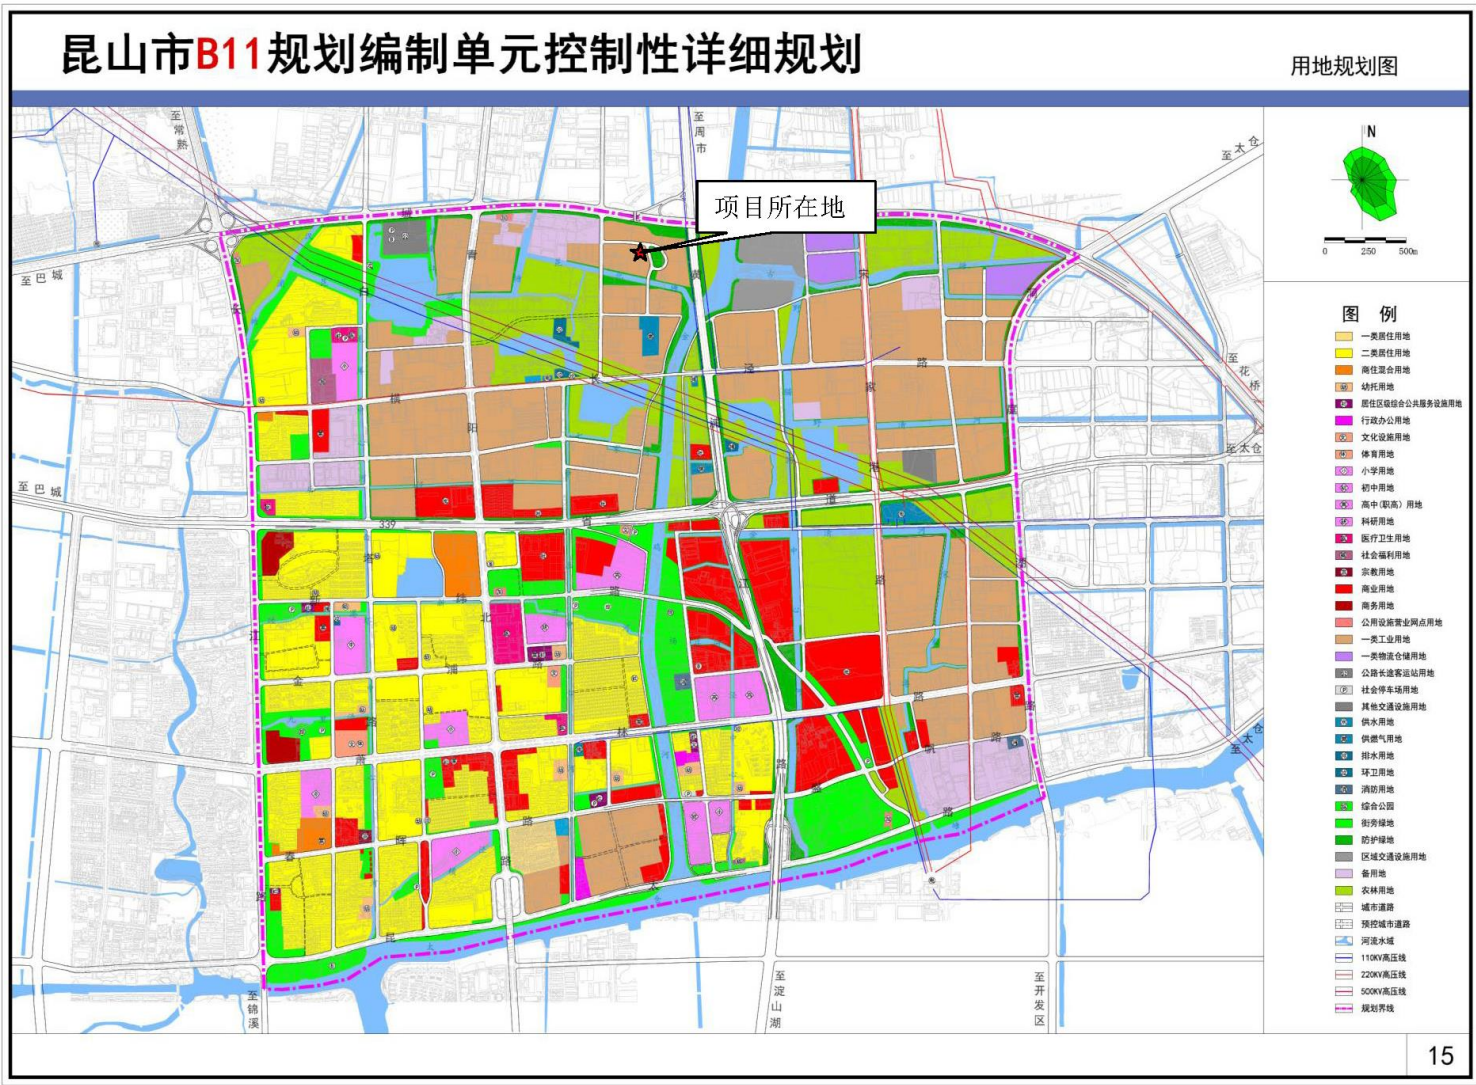 昆山市B11规划编制单元控制性详细规划
用地规划图
至常熟
至周市
至太仓
N
项目所在地
0 250 500m
至巴城
至花桥
至太仓
至巴城
339
至太仓
至锦溪
至淀山湖
至开发区
图 例
一类居住用地
二类居住用地
商住混合用地
幼托用地
居住区级综合公共服务设施用地
行政办公用地
文化设施用地
体育用地
小学用地
初中用地
高中(职高)用地
科研用地
医疗卫生用地
社会福利用地
宗教用地
商业用地
商务用地
公用设施营业网点用地
一类工业用地
一类物流仓储用地
公路长途客运站用地
社会停车场用地
其他交通设施用地
供水用地
供燃气用地
排水用地
环卫用地
消防用地
综合公园
街旁绿地
防护绿地
区域交通设施用地
备用地
农林用地
城市道路
预控城市道路
河流水域
110KV高压线
220KV高压线
500KV高压线
规划界线
15